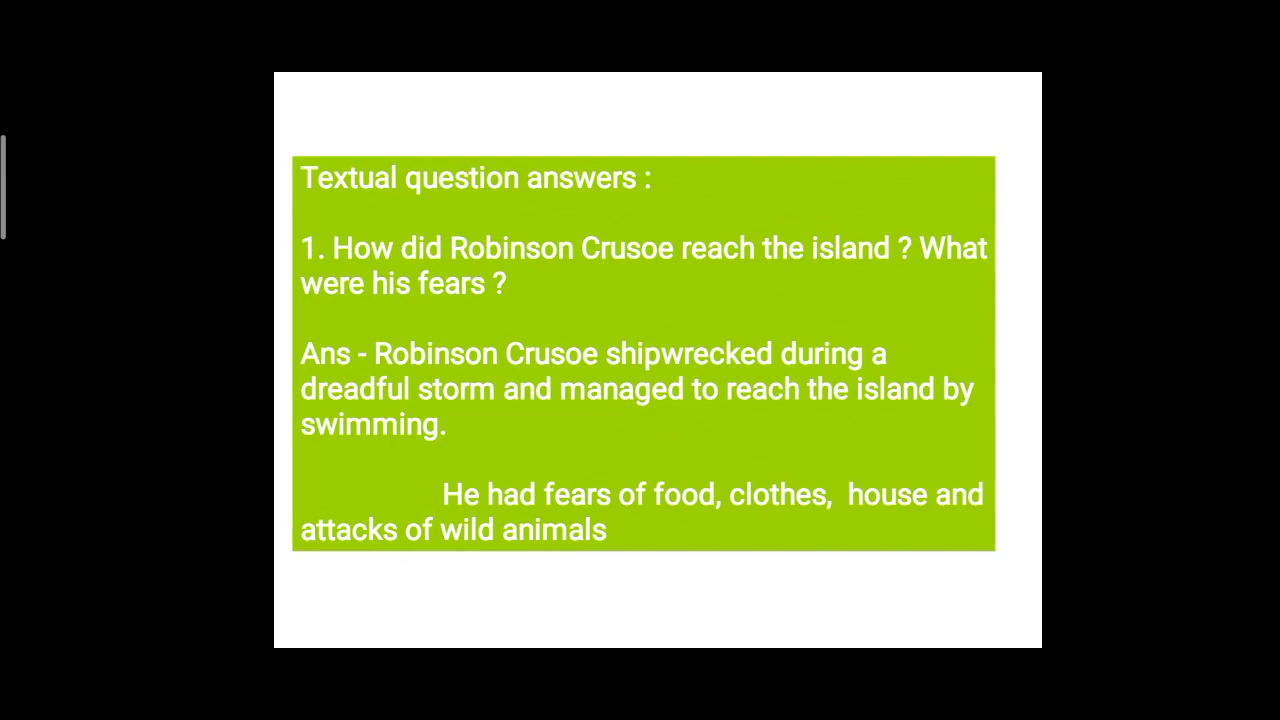 Textual question answers :
1. How did Robinson Crusoe reach the island ? What
were his fears ?
Ans - Robinson Crusoe shipwrecked during a
dreadful storm and managed to reach the island by
swimming.
He had fears of food, clothes,  house and
attacks of wild animals